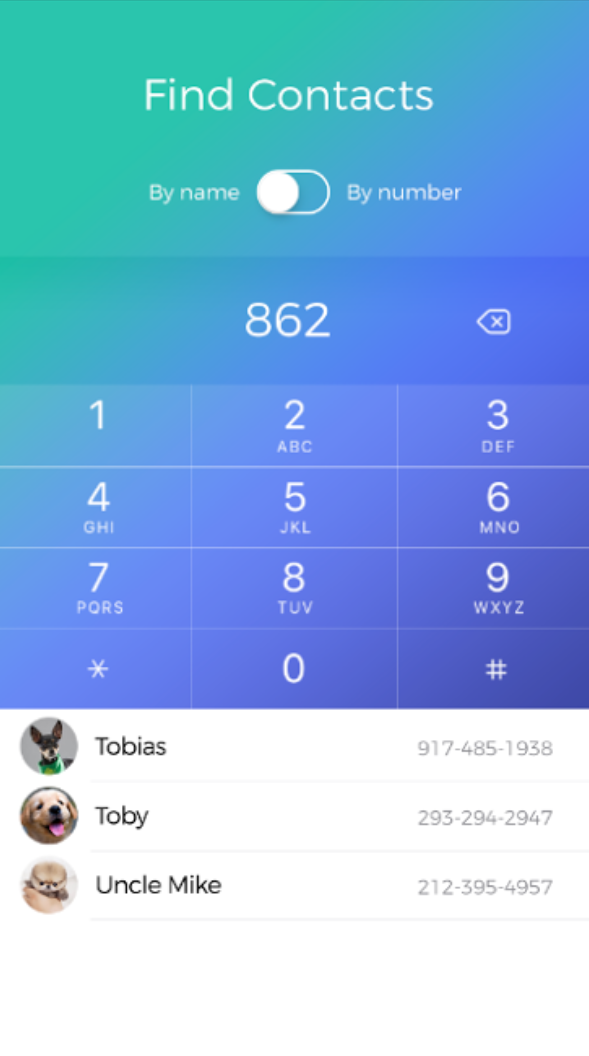 Find Contacts
By name By number
862
1 2 3
ABC DEF
4 5 6
GHI JKL MNO
7 8 9
PQRS TUV WXYZ
* 0 #
Tobias 917-485-1938
Toby 293-294-2947
Uncle Mike 212-395-4957